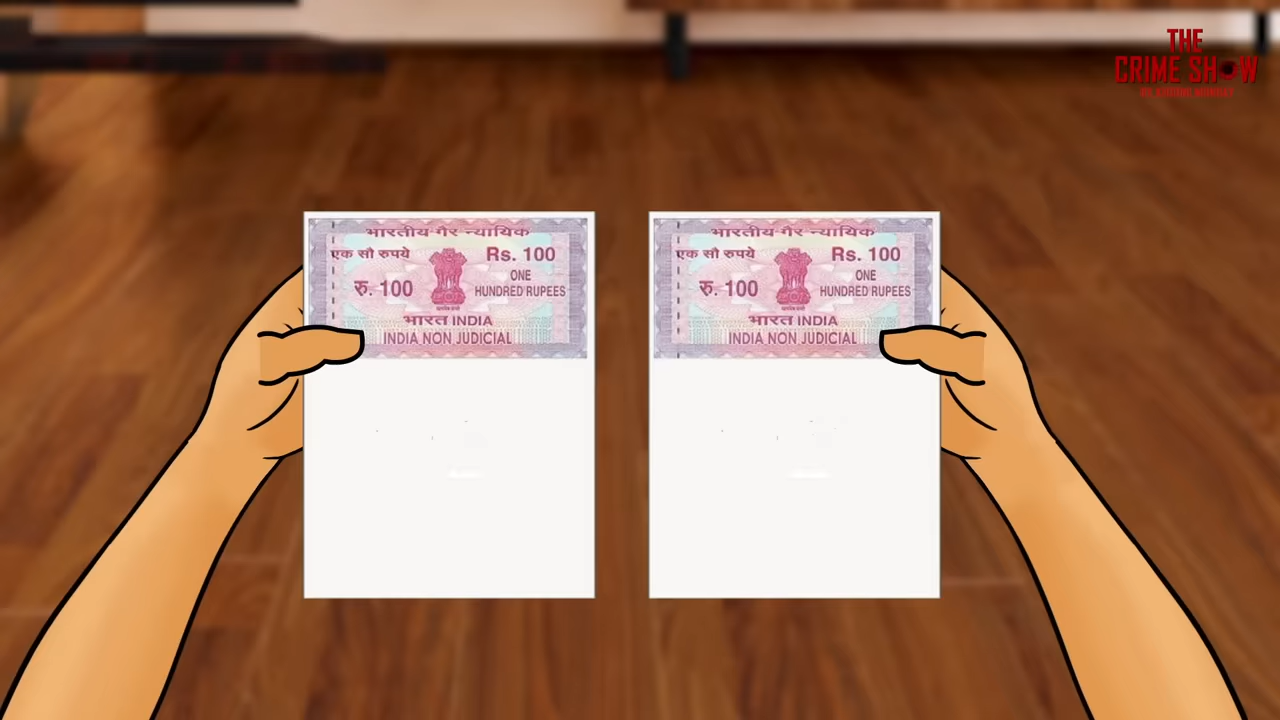 THE
CRIME SHOW
भारतीय गैर न्यायिक
एक सौ रुपये
Rs. 100
रु. 100
ONE
HUNDRED RUPEES
भारत INDIA
INDIA NON JUDICIAL
भारतीय गैर न्यायिक
एक सौ रुपये
Rs. 100
रु. 100
ONE
HUNDRED RUPEES
भारत INDIA
INDIA NON JUDICIAL